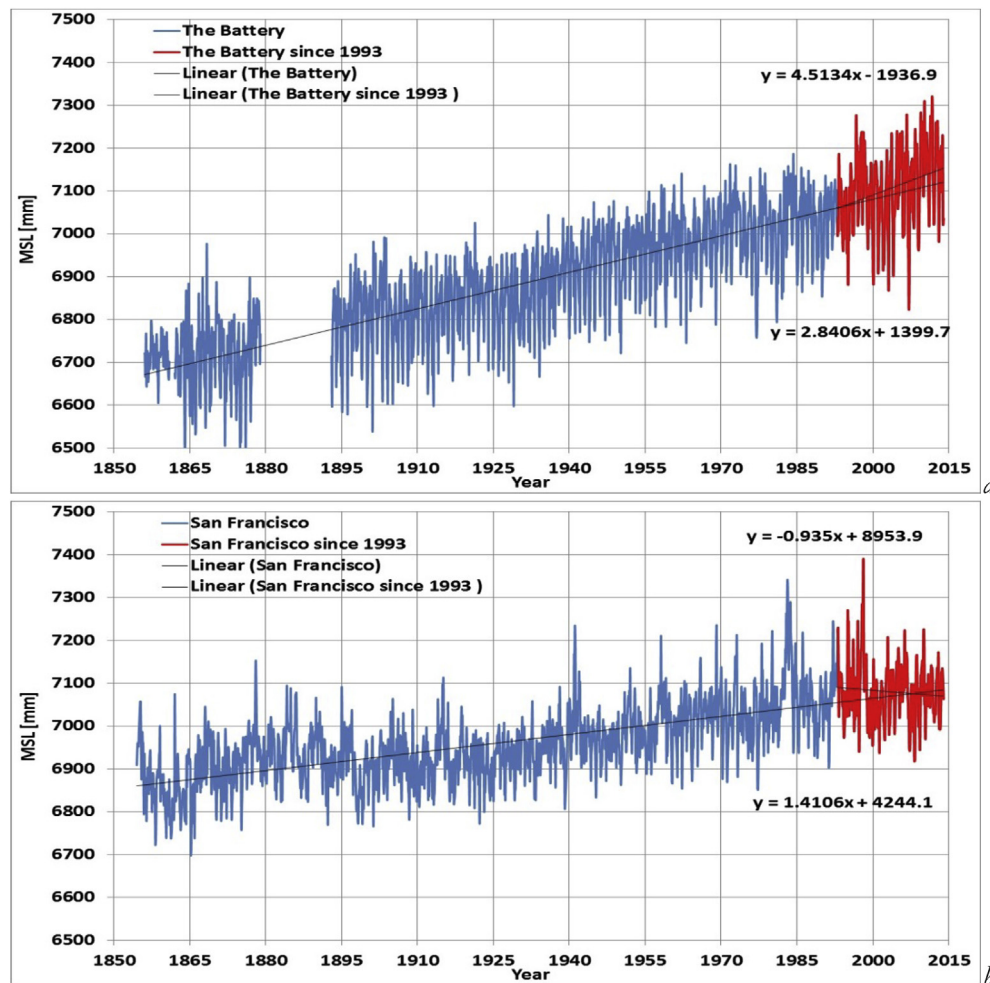 7500
7400
7300
7200
7100
7000
6900
6800
6700
6600
6500
MSL [mm]
The Battery
The Battery since 1993
Linear (The Battery)
Linear (The Battery since 1993 )
y = 4.5134x - 1936.9
y = 2.8406x + 1399.7
1850 1865 1880 1895 1910 1925 1940 1955 1970 1985 2000 2015
Year
a
7500
7400
7300
7200
7100
7000
6900
6800
6700
6600
6500
MSL [mm]
San Francisco
San Francisco since 1993
Linear (San Francisco)
Linear (San Francisco since 1993 )
y = -0.935x + 8953.9
y = 1.4106x + 4244.1
1850 1865 1880 1895 1910 1925 1940 1955 1970 1985 2000 2015
Year
b